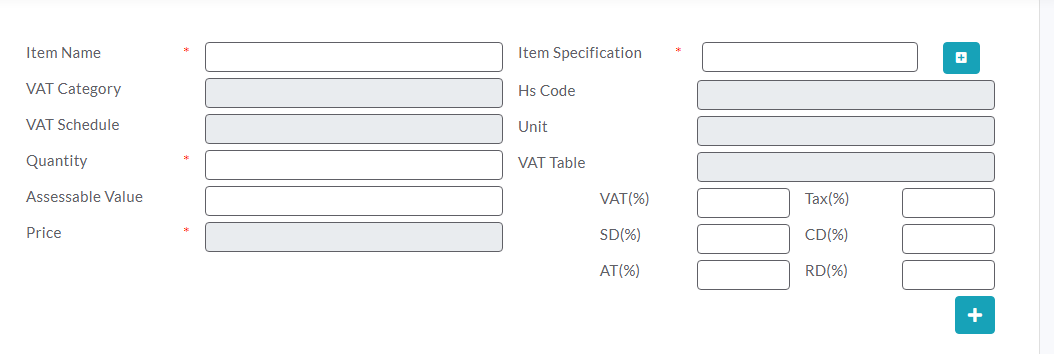 Item Name * Item Specification *
VAT Category Hs Code
VAT Schedule Unit
Quantity * VAT Table
Assessable Value VAT(%) Tax(%)
Price * SD(%) CD(%)
AT(%) RD(%)